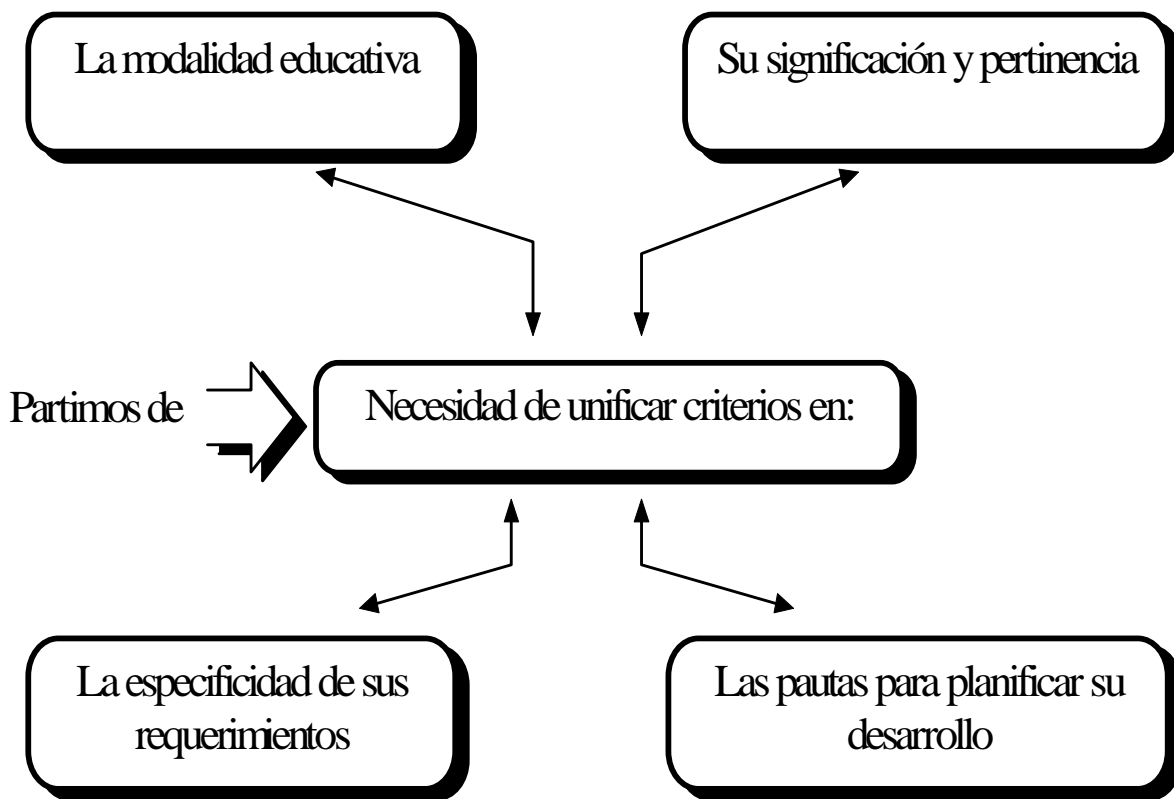 La modalidad educativa
Su significación y pertinencia
Partimos de
Necesidad de unificar criterios en:
La especificidad de sus
requerimientos
Las pautas para planificar su
desarrollo